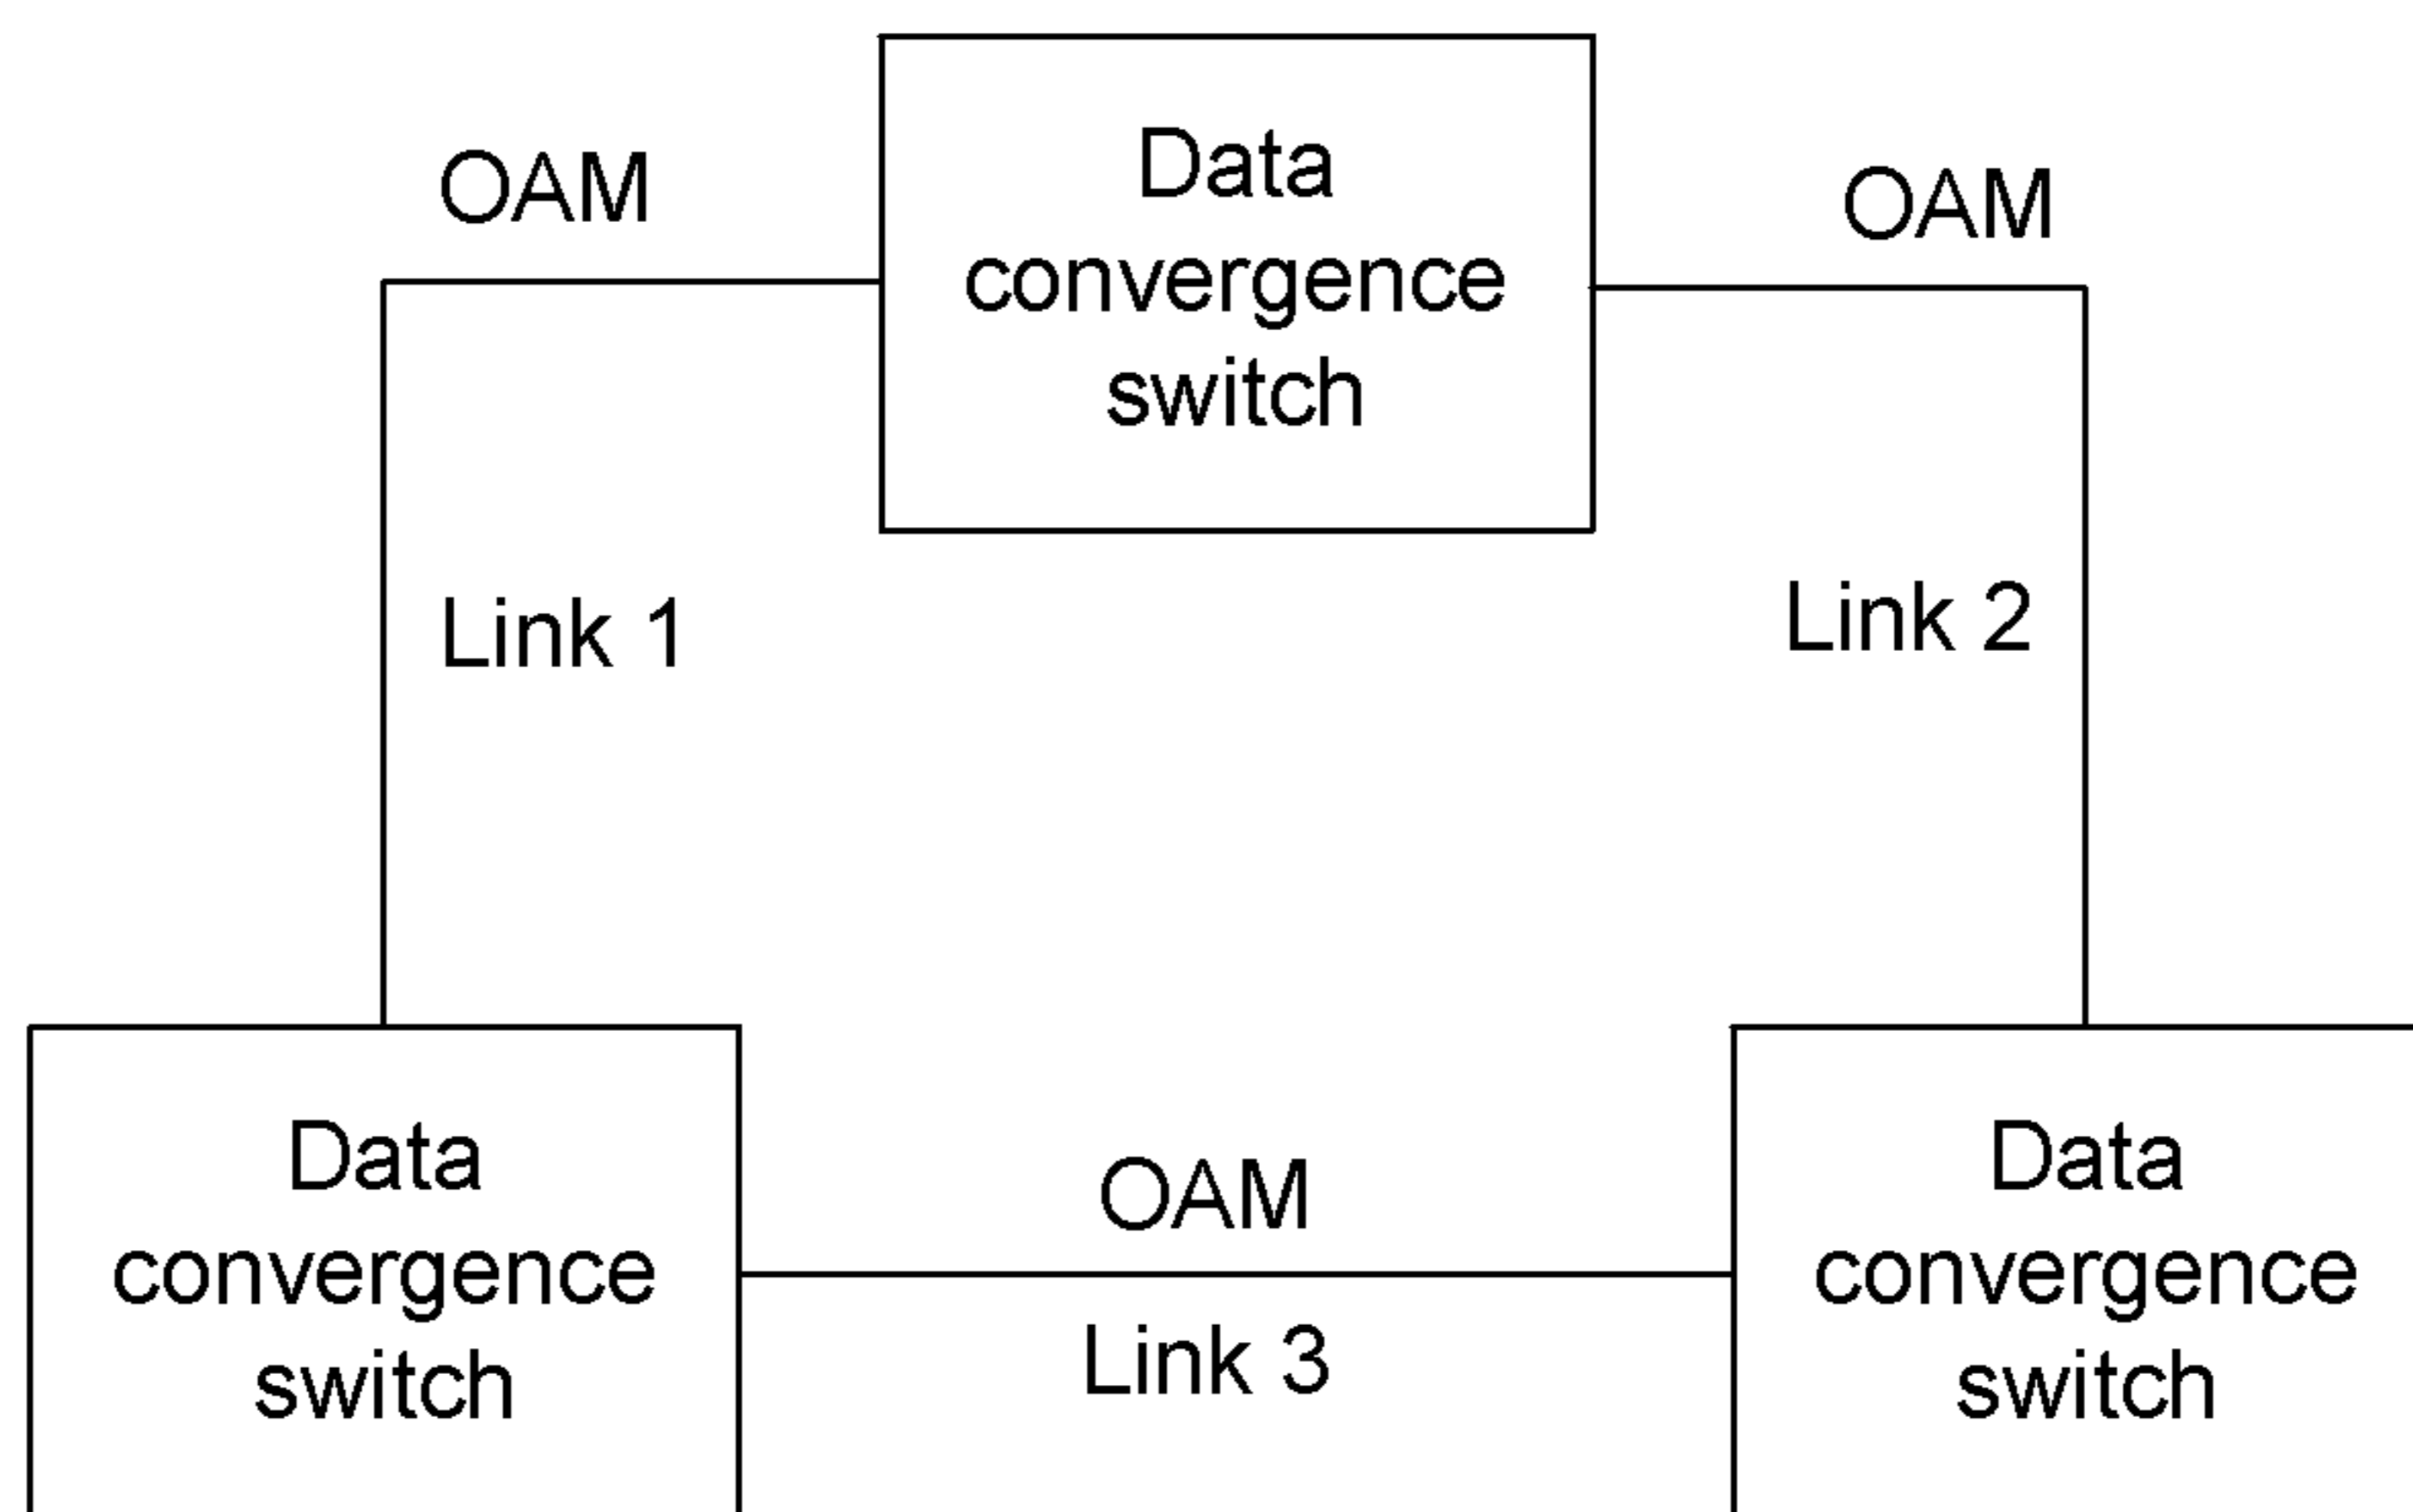 OAM
Data
convergence
switch
OAM
Link 1
Link 2
Data
convergence
switch
OAM
Link 3
Data
convergence
switch